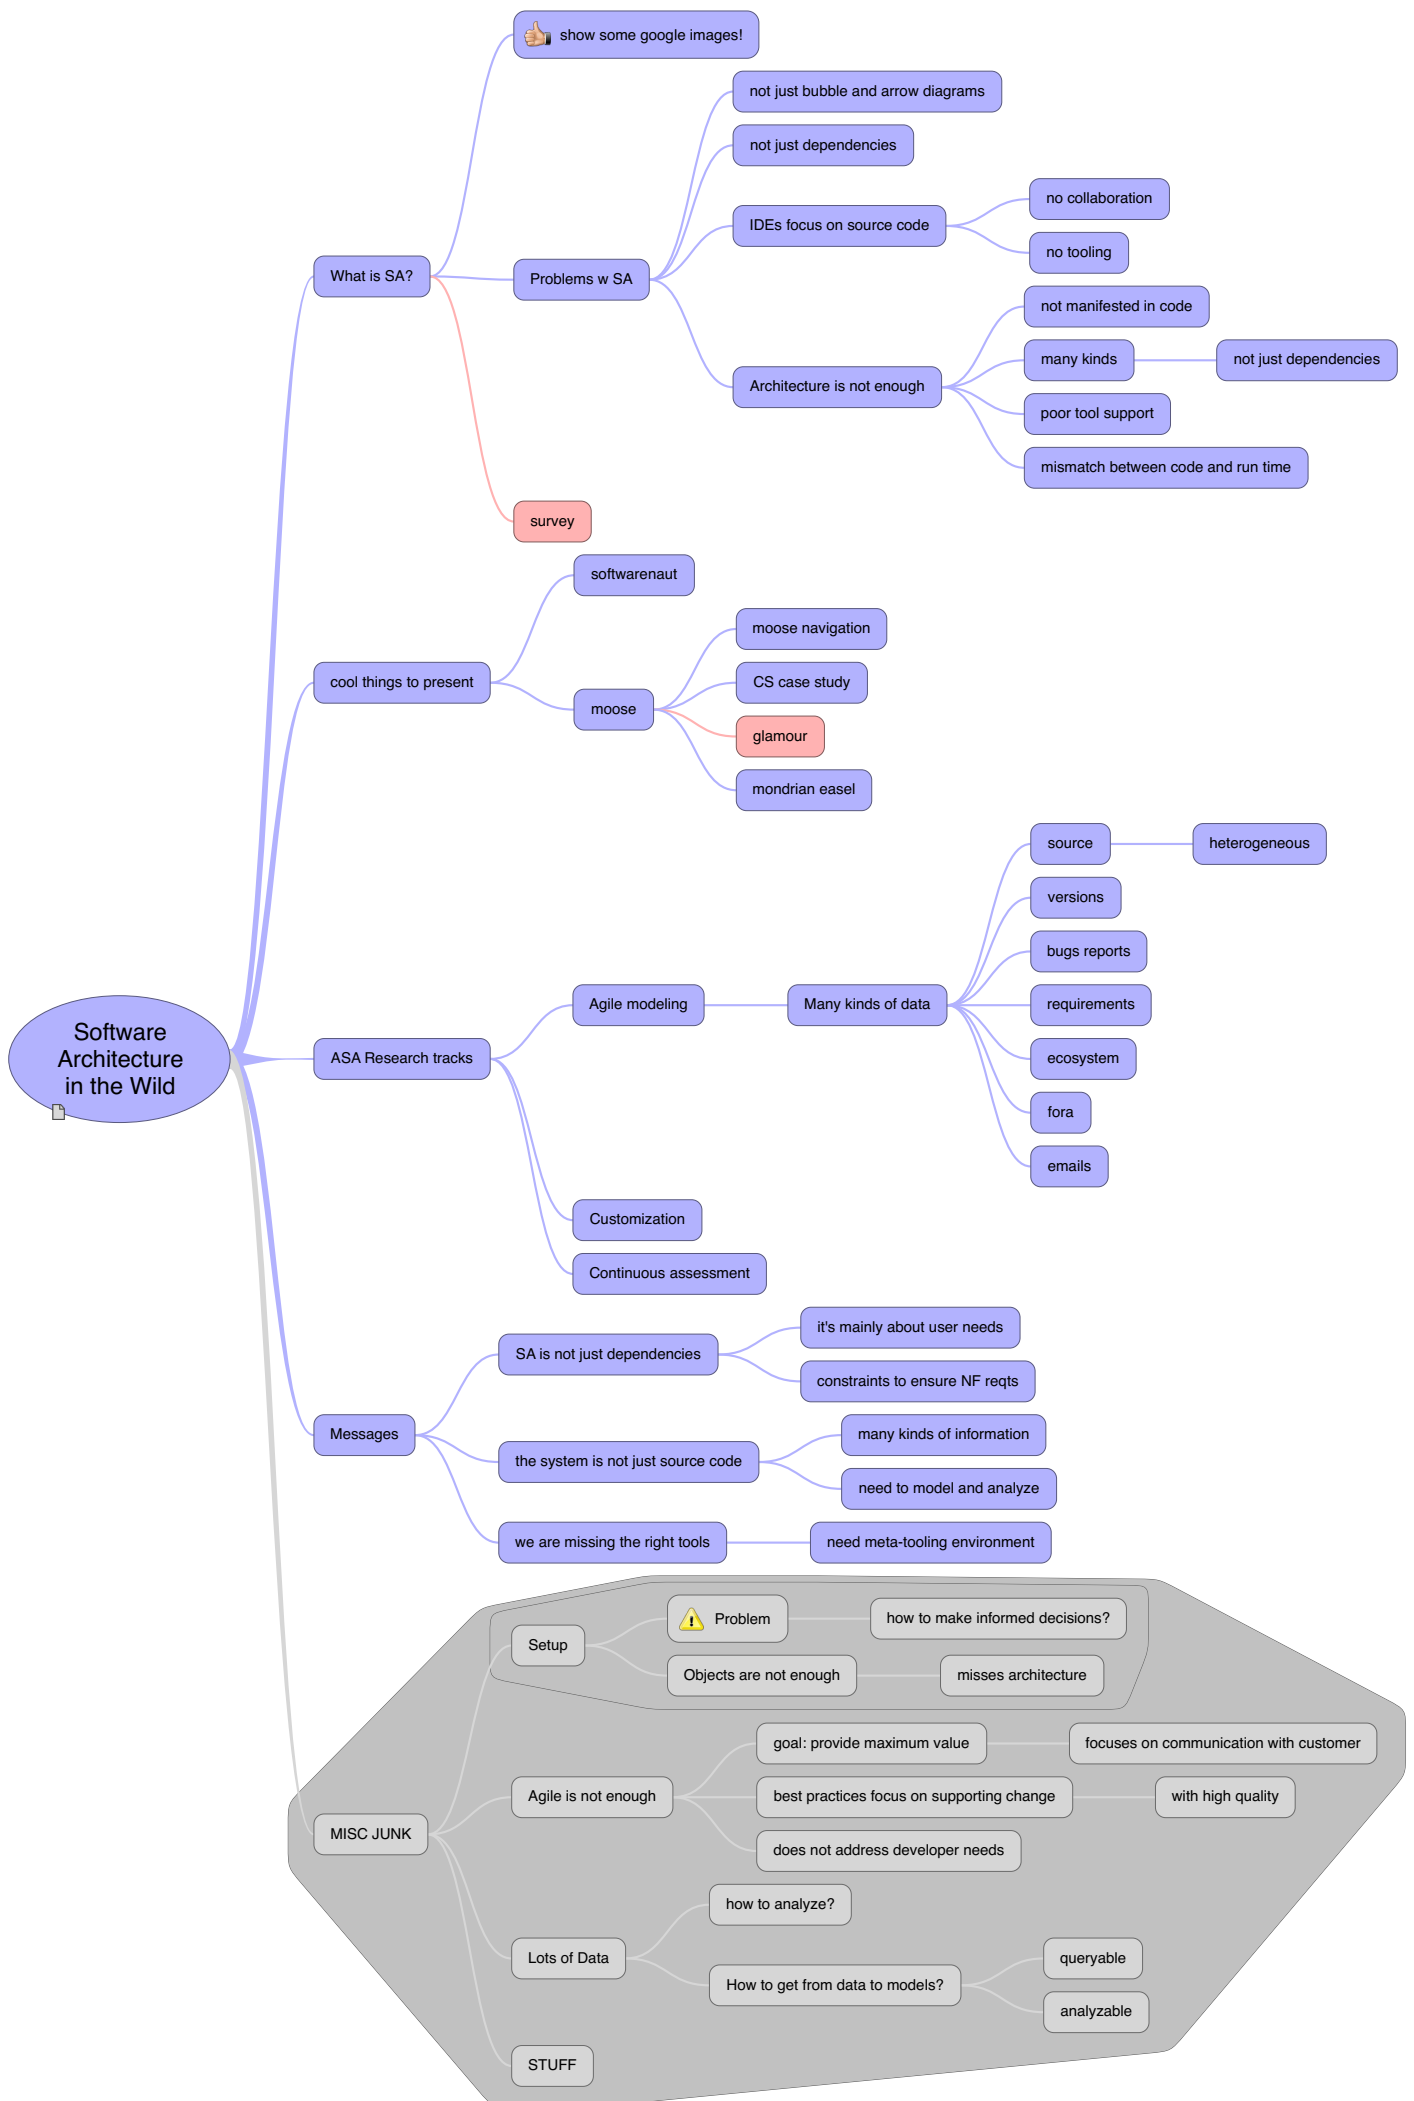 show some google images!
not just bubble and arrow diagrams
not just dependencies
no collaboration
IDEs focus on source code
no tooling
What is SA?
Problems w SA
not manifested in code
many kinds
not just dependencies
Architecture is not enough
poor tool support
mismatch between code and run time
survey
softwarenaut
moose navigation
cool things to present
CS case study
moose
glamour
mondrian easel
source
heterogeneous
versions
bugs reports
Agile modeling
Many kinds of data
requirements
Software
Architecture
in the Wild
ASA Research tracks
ecosystem
fora
emails
Customization
Continuous assessment
it's mainly about user needs
SA is not just dependencies
constraints to ensure NF reqts
Messages
many kinds of information
the system is not just source code
need to model and analyze
we are missing the right tools
need meta-tooling environment
Problem
how to make informed decisions?
Setup
Objects are not enough
misses architecture
goal: provide maximum value
focuses on communication with customer
Agile is not enough
best practices focus on supporting change
with high quality
MISC JUNK
does not address developer needs
how to analyze?
Lots of Data
queryable
How to get from data to models?
analyzable
STUFF